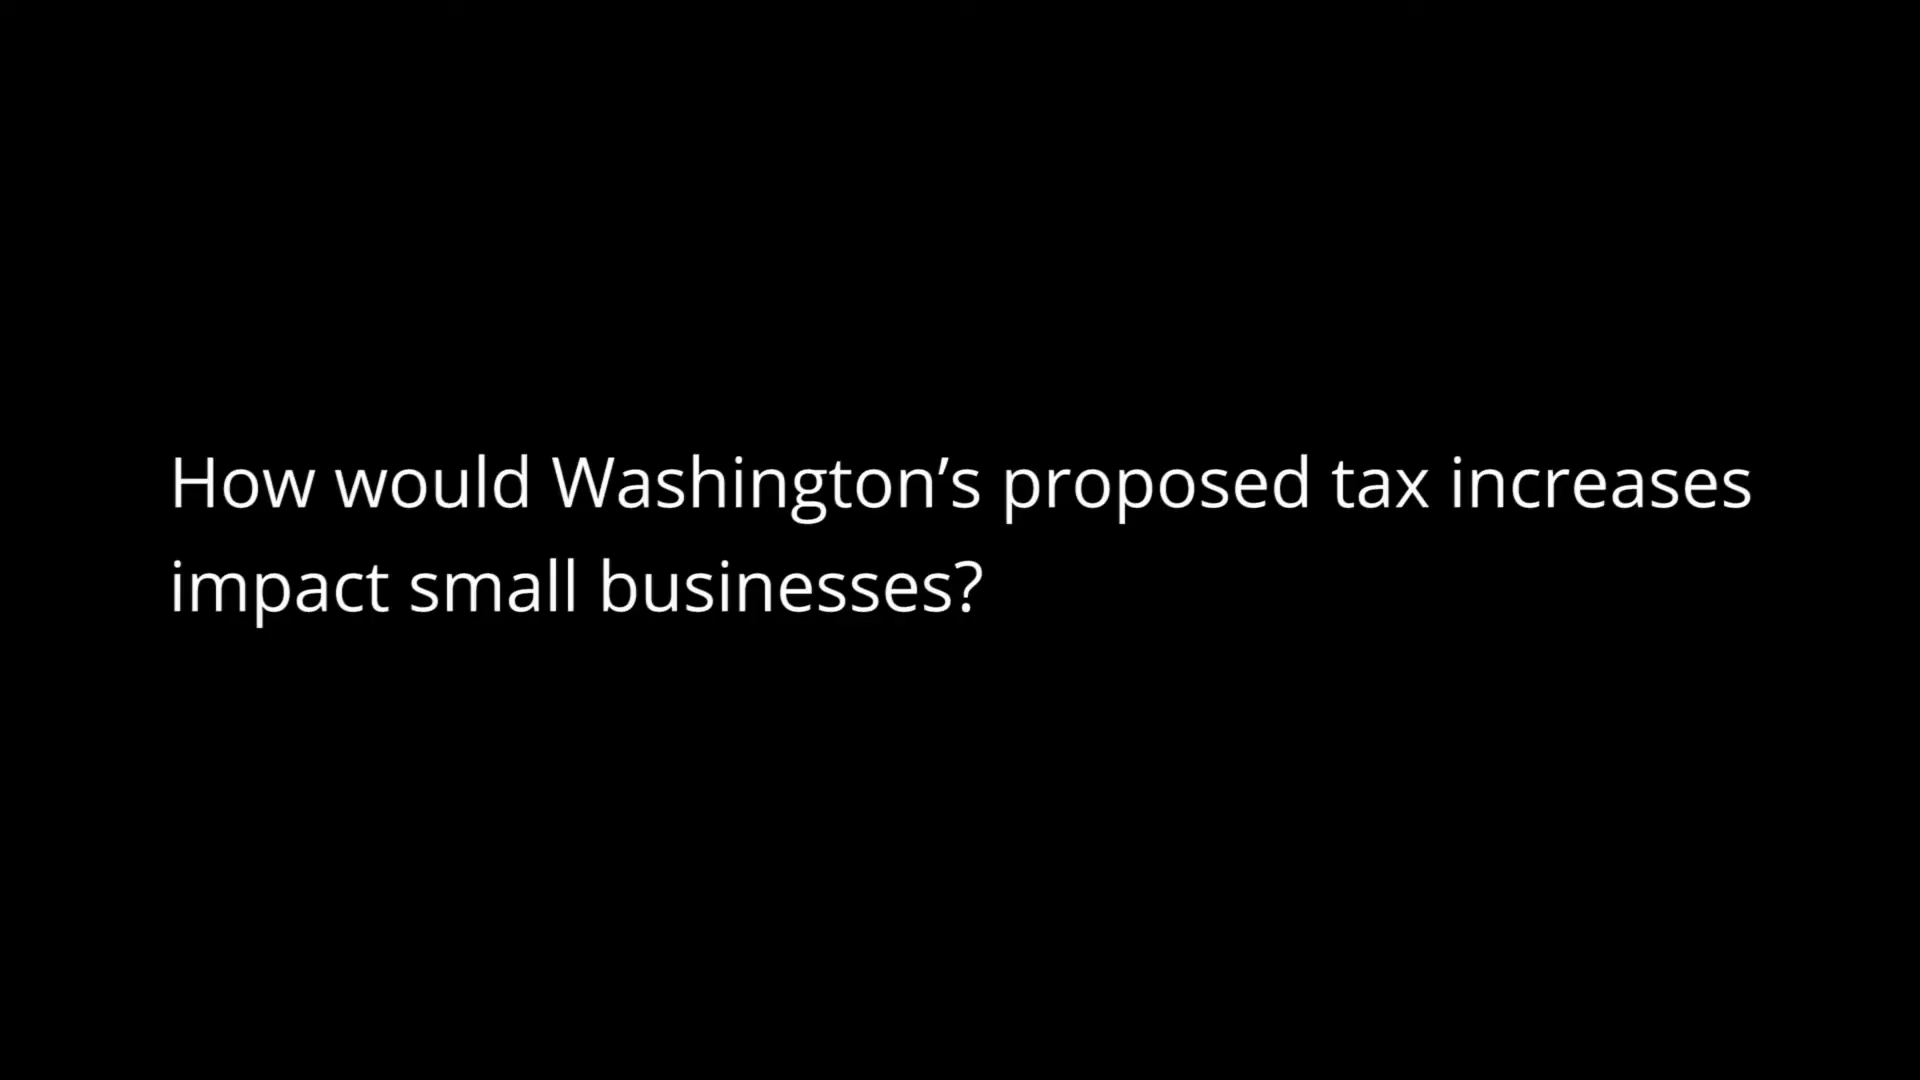 How would Washington’s proposed tax increases
impact small businesses?